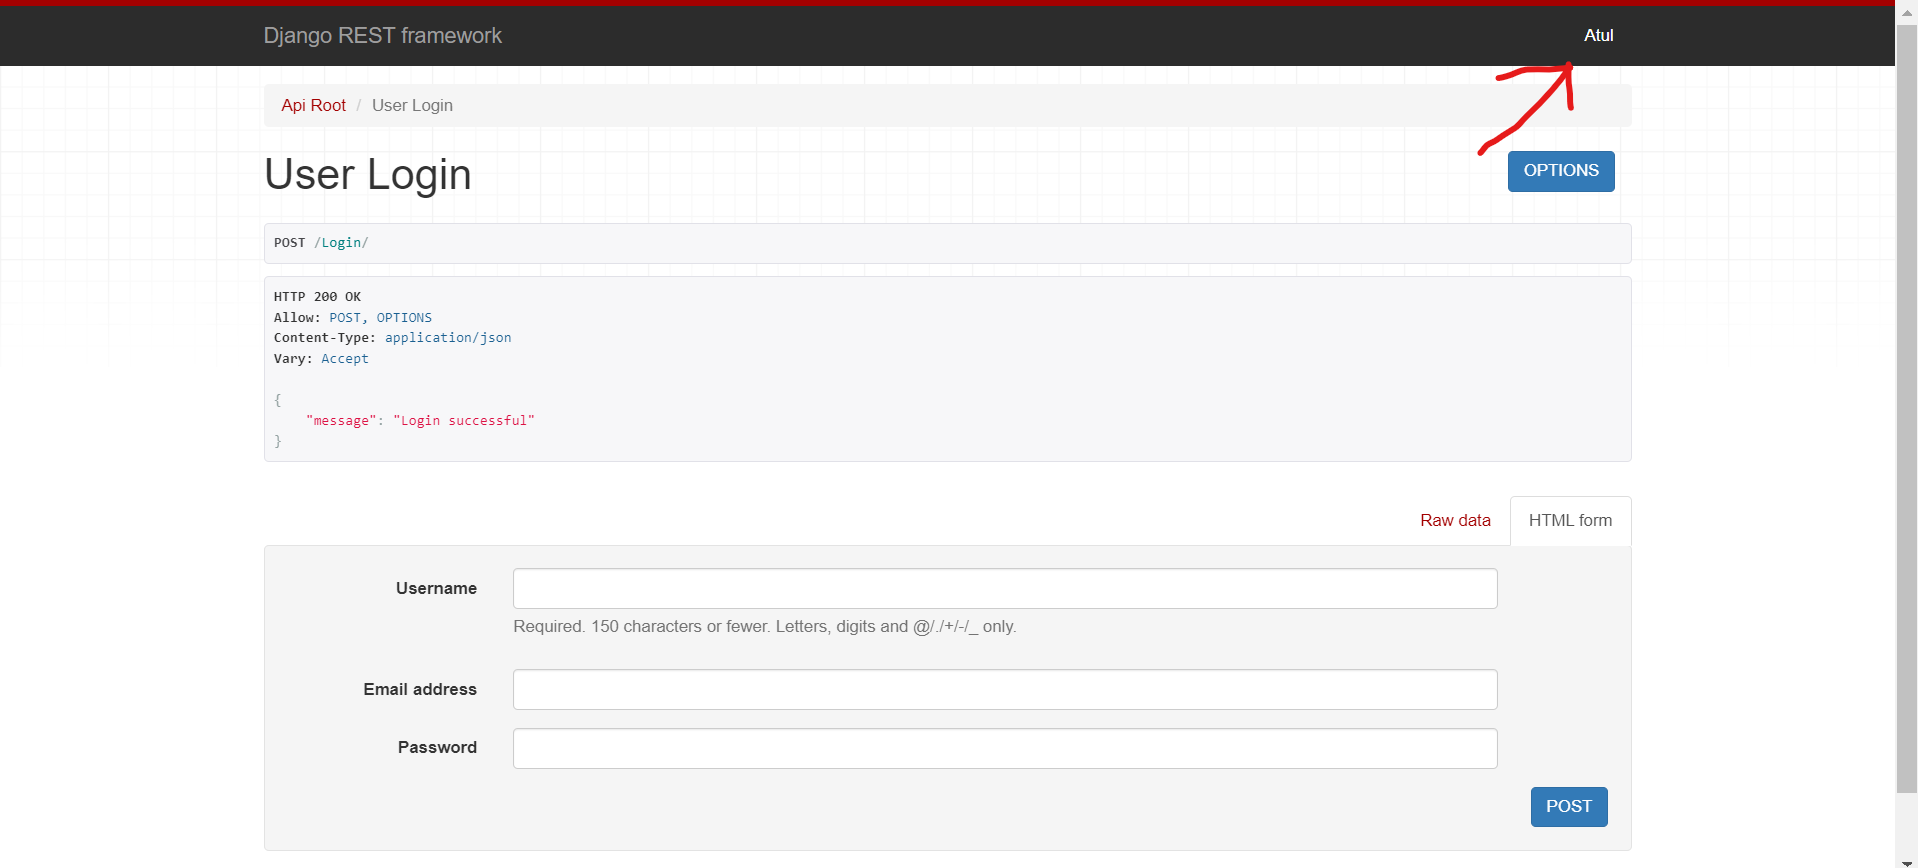 Django REST framework
Atul
Api Root / User Login
User Login
OPTIONS
POST /Login/
HTTP 200 OK
Allow: POST, OPTIONS
Content-Type: application/json
Vary: Accept
{
    "message": "Login successful"
}
Raw data
HTML form
Username
Required. 150 characters or fewer. Letters, digits and @/./+/-/_ only.
Email address
Password
POST